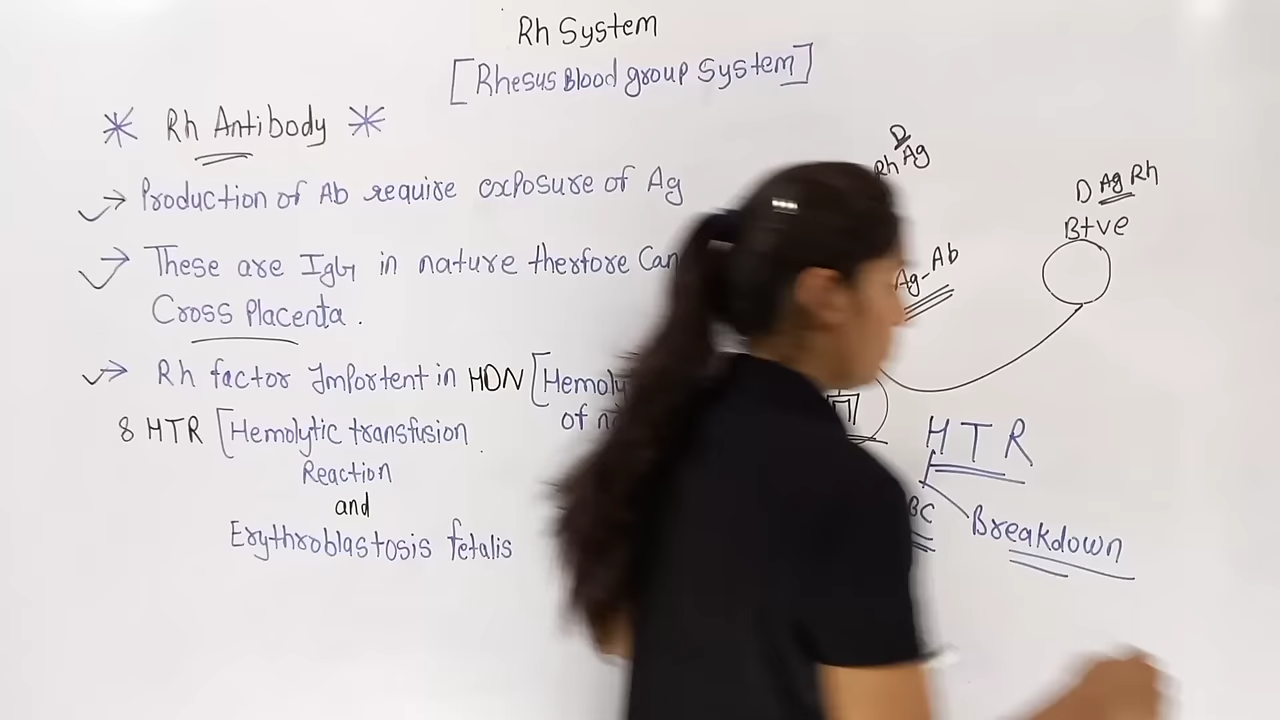 Rh System
[Rhesus Blood group System]
* Rh Antibody *
→ Production of Ab require exposure of Ag
→ These are IgG in nature therfore Can
Cross Placenta.
→ Rh factor Importent in HDN [Hemoly
of n
8 HTR [Hemolytic transfusion
Reaction
and
Erythroblastosis fetalis
D
Rh Ag
Ag-Ab
D Ag Rh
B+ve
HTR
BC
Breakdown